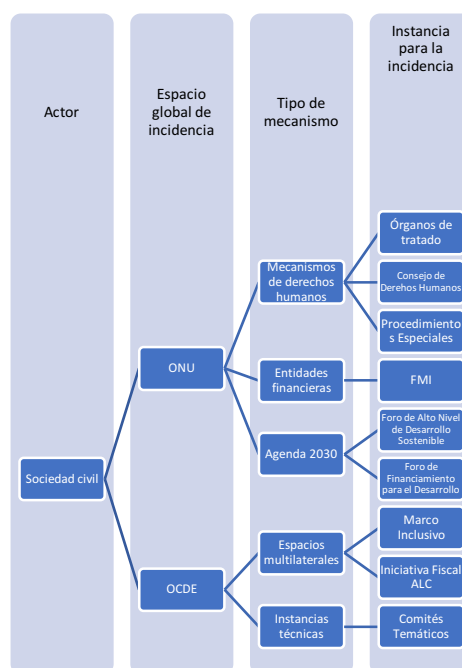 Actor
Espacio
global de
incidencia
Tipo de
mecanismo
Instancia
para la
incidencia
Sociedad civil
ONU
OCDE
Mecanismos
de derechos
humanos
Entidades
financieras
Agenda 2030
Espacios
multilaterales
Instancias
técnicas
Órganos de
tratado
Consejo de
Derehos Humanos
Procedimiento
s Especiales
FMI
Foro de Alto Nivel
de Desarrollo
Sostenible
Foro de
Financiamiento
para el Desarrollo
Marco
Inclusivo
Iniciativa Fiscal
ALC
Comités
Temáticos